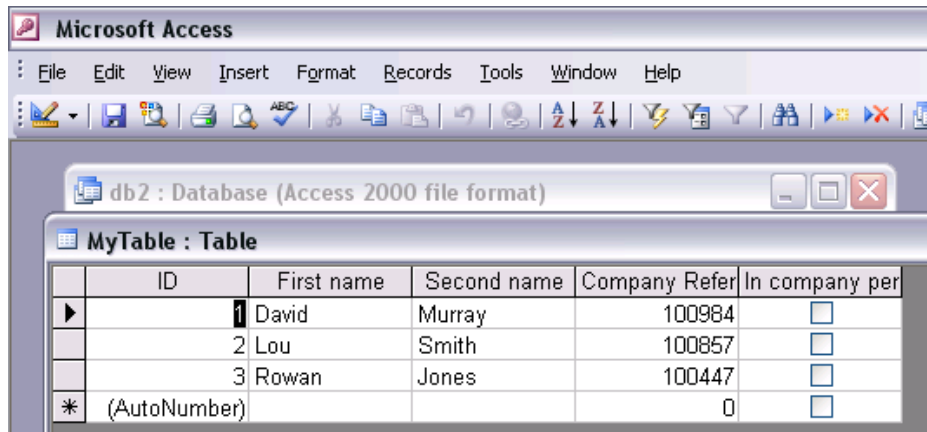 Microsoft Access
File Edit View Insert Format Records Tools Window Help
ABC A Z Z A
db2 : Database (Access 2000 file format)
MyTable : Table
ID First name Second name Company Refer In company per
1 David Murray 100984
2 Lou Smith 100857
3 Rowan Jones 100447
(AutoNumber) 0